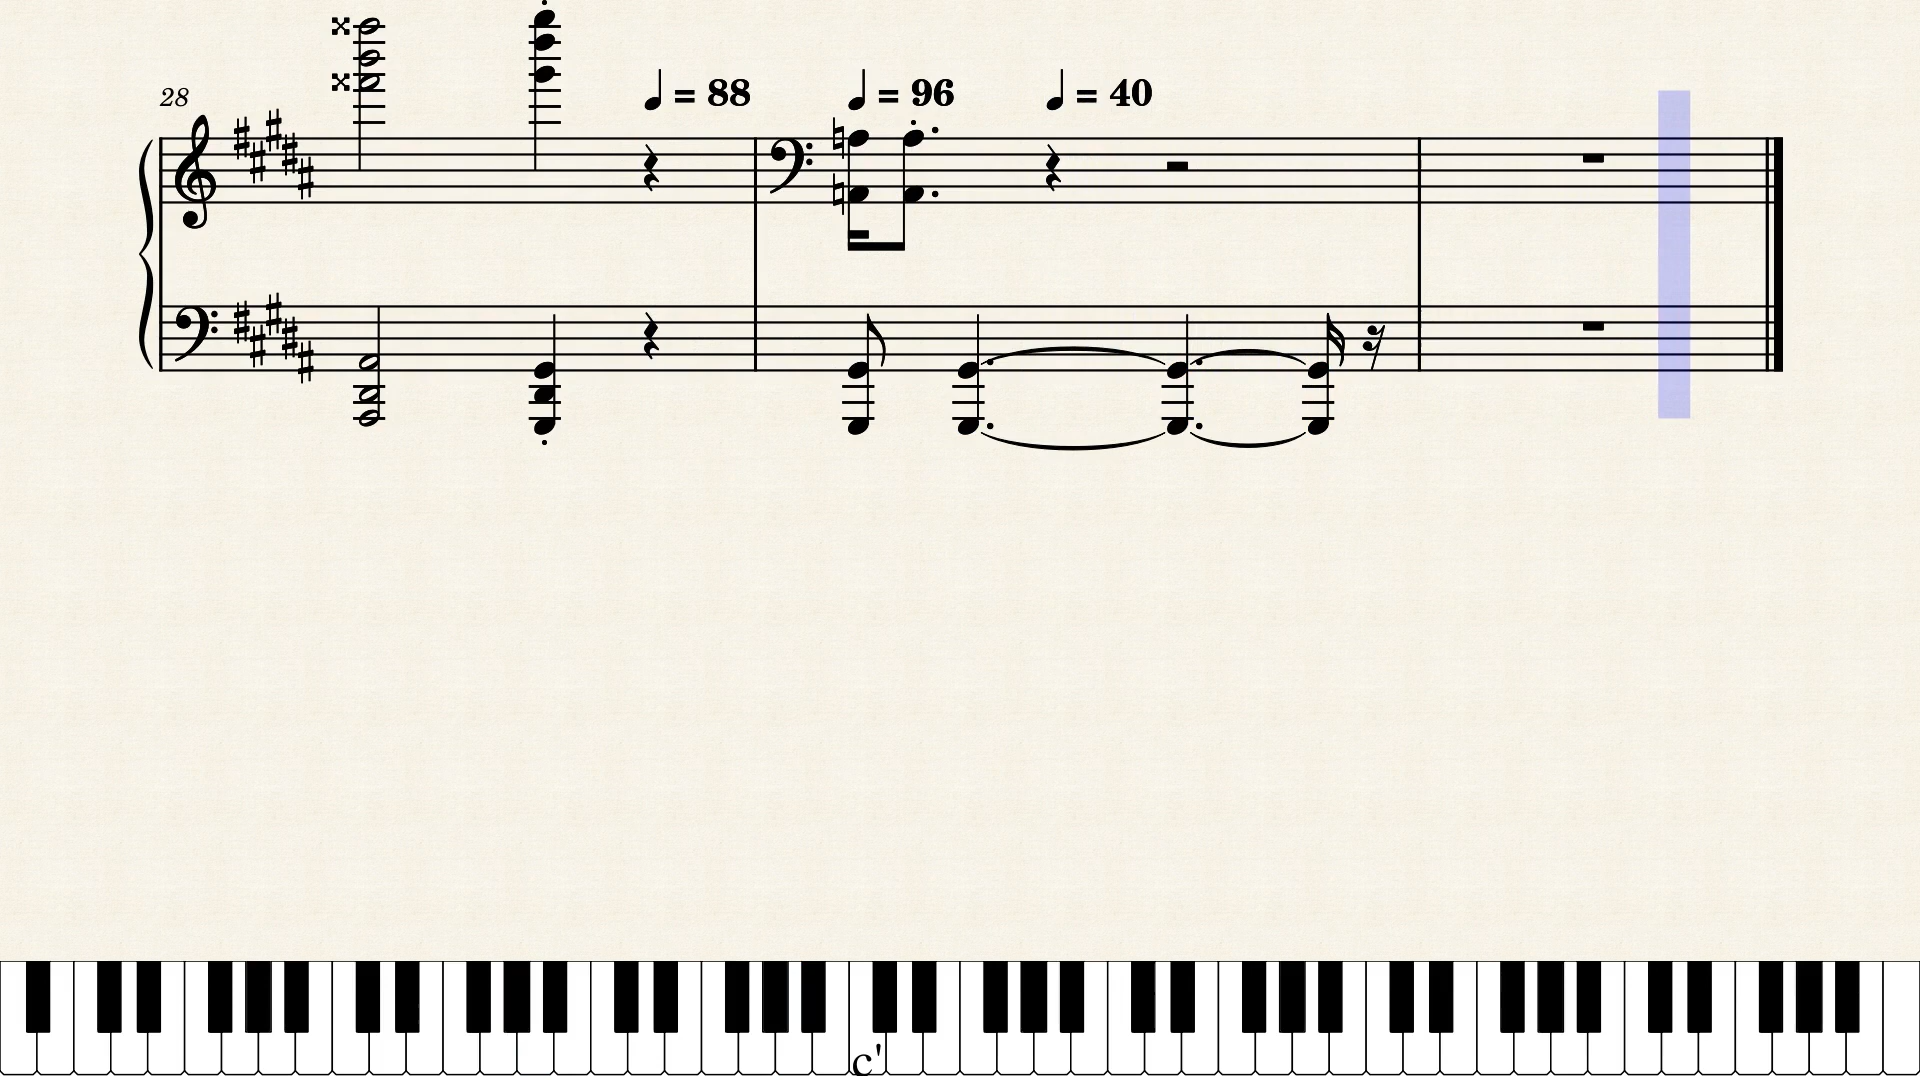 28
= 88
= 96
= 40
c'